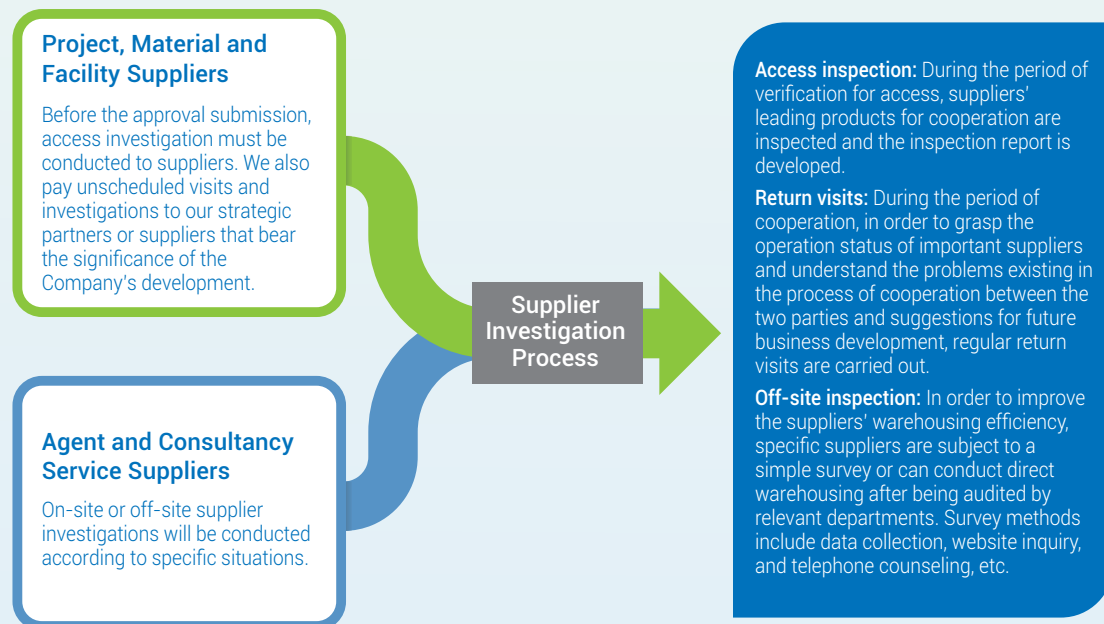 Project, Material and
Facility Suppliers
Before the approval submission,
access investigation must be
conducted to suppliers. We also
pay unscheduled visits and
investigations to our strategic
partners or suppliers that bear
the significance of the
Company's development.
Agent and Consultancy
Service Suppliers
On-site or off-site supplier
investigations will be conducted
according to specific situations.
Supplier
Investigation
Process
Access inspection: During the period of
verification for access, suppliers'
leading products for cooperation are
inspected and the inspection report is
developed.
Return visits: During the period of
cooperation, in order to grasp the
operation status of important suppliers
and understand the problems existing in
the process of cooperation between the
two parties and suggestions for future
business development, regular return
visits are carried out.
Off-site inspection: In order to improve
the suppliers' warehousing efficiency,
specific suppliers are subject to a
simple survey or can conduct direct
warehousing after being audited by
relevant departments. Survey methods
include data collection, website inquiry,
and telephone counseling, etc.